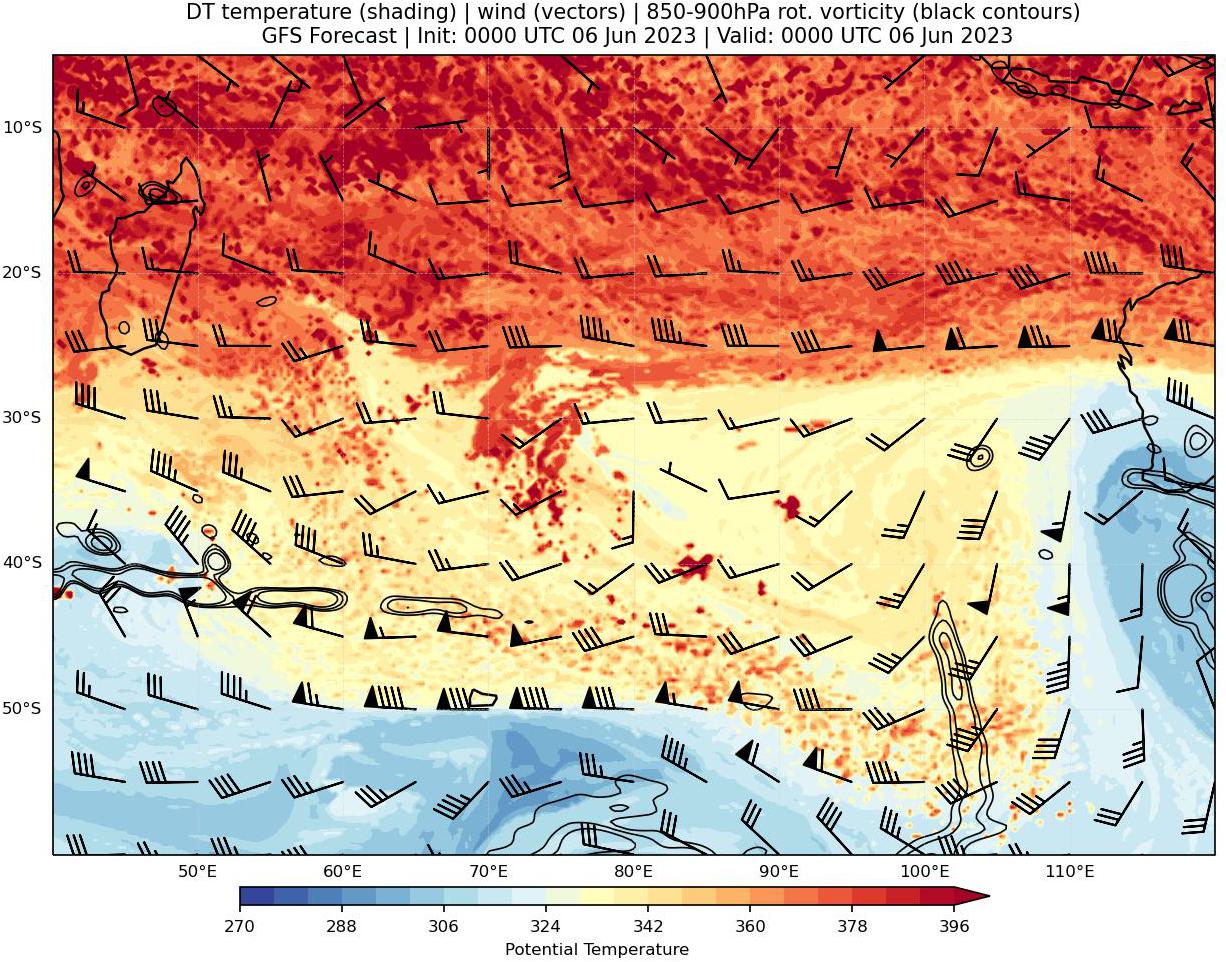 DT temperature (shading) | wind (vectors) | 850-900hPa rot. vorticity (black contours)
GFS Forecast | Init: 0000 UTC 06 Jun 2023 | Valid: 0000 UTC 06 Jun 2023
10°S
20°S
30°S
40°S
50°S
50°E 60°E 70°E 80°E 90°E 100°E 110°E
270 288 306 324 342 360 378 396
Potential Temperature